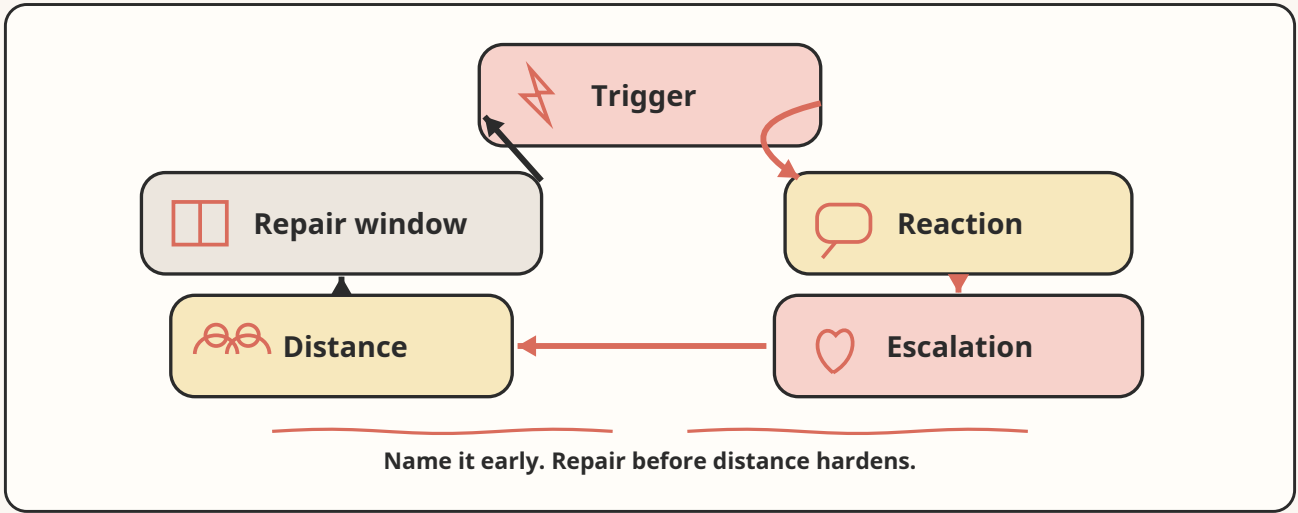 Trigger
Repair window
Reaction
Distance
Escalation
Name it early. Repair before distance hardens.